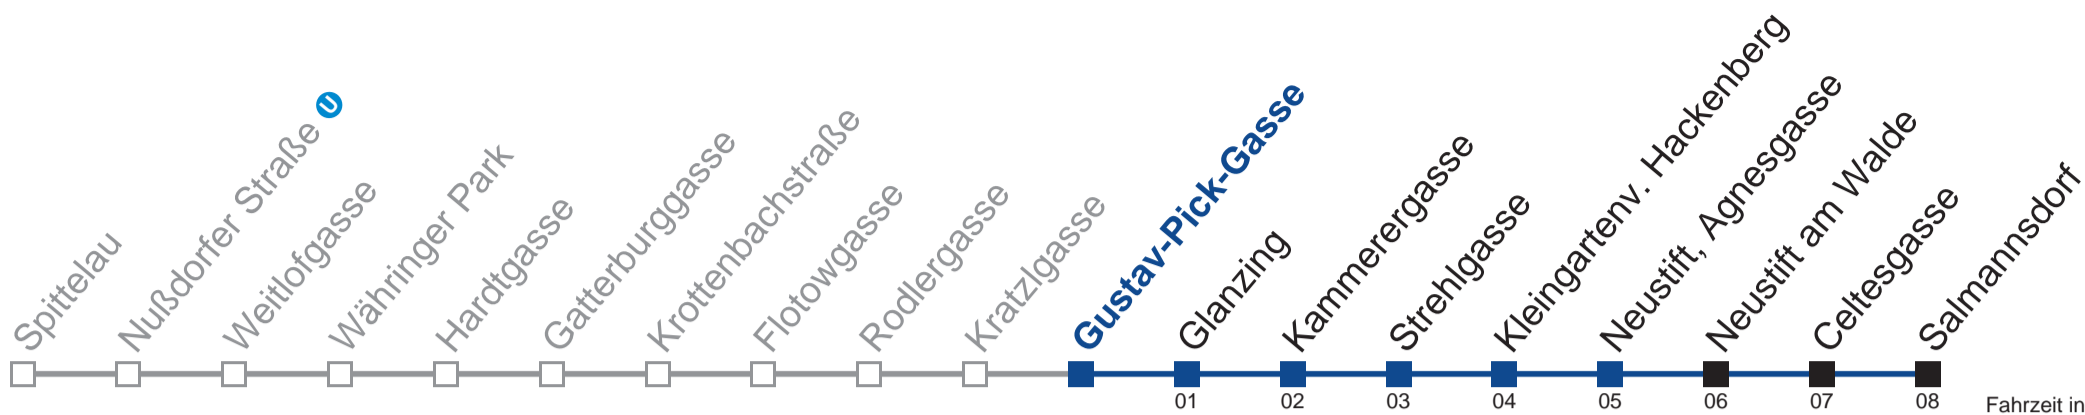 Spittelau
Nußdorfer Straße U
Weitlofgasse
Währinger Park
Hardtgasse
Gatterburggasse
Krottenbachstraße
Flotowgasse
Rodlergasse
Kratzlgasse
Gustav-Pick-Gasse
Glanzing
Kammerergasse
Strehlgasse
Kleingartenv. Hackenberg
Neustift, Agnesgasse
Neustift am Walde
Celtesgasse
Salmannsdorf
01 02 03 04 05 06 07 08 Fahrzeit in